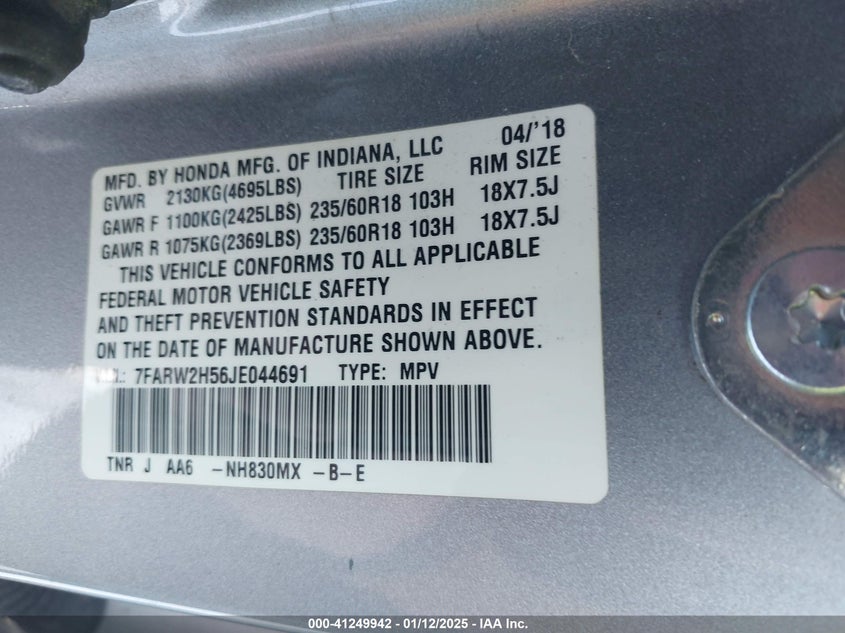 04/'18
MFD. BY HONDA MFG. OF INDIANA, LLC
GVWR 2130KG(4695LBS) TIRE SIZE RIM SIZE
GAWR F 1100KG(2425LBS) 235/60R18 103H 18X7.5J
GAWR R 1075KG(2369LBS) 235/60R18 103H 18X7.5J
THIS VEHICLE CONFORMS TO ALL APPLICABLE
FEDERAL MOTOR VEHICLE SAFETY
AND THEFT PREVENTION STANDARDS IN EFFECT
ON THE DATE OF MANUFACTURE SHOWN ABOVE.
7FARW2H56JE044691 TYPE: MPV
TNR J AA6 -NH830MX -B-E
000-41249942 - 01/12/2025 - IAA Inc.